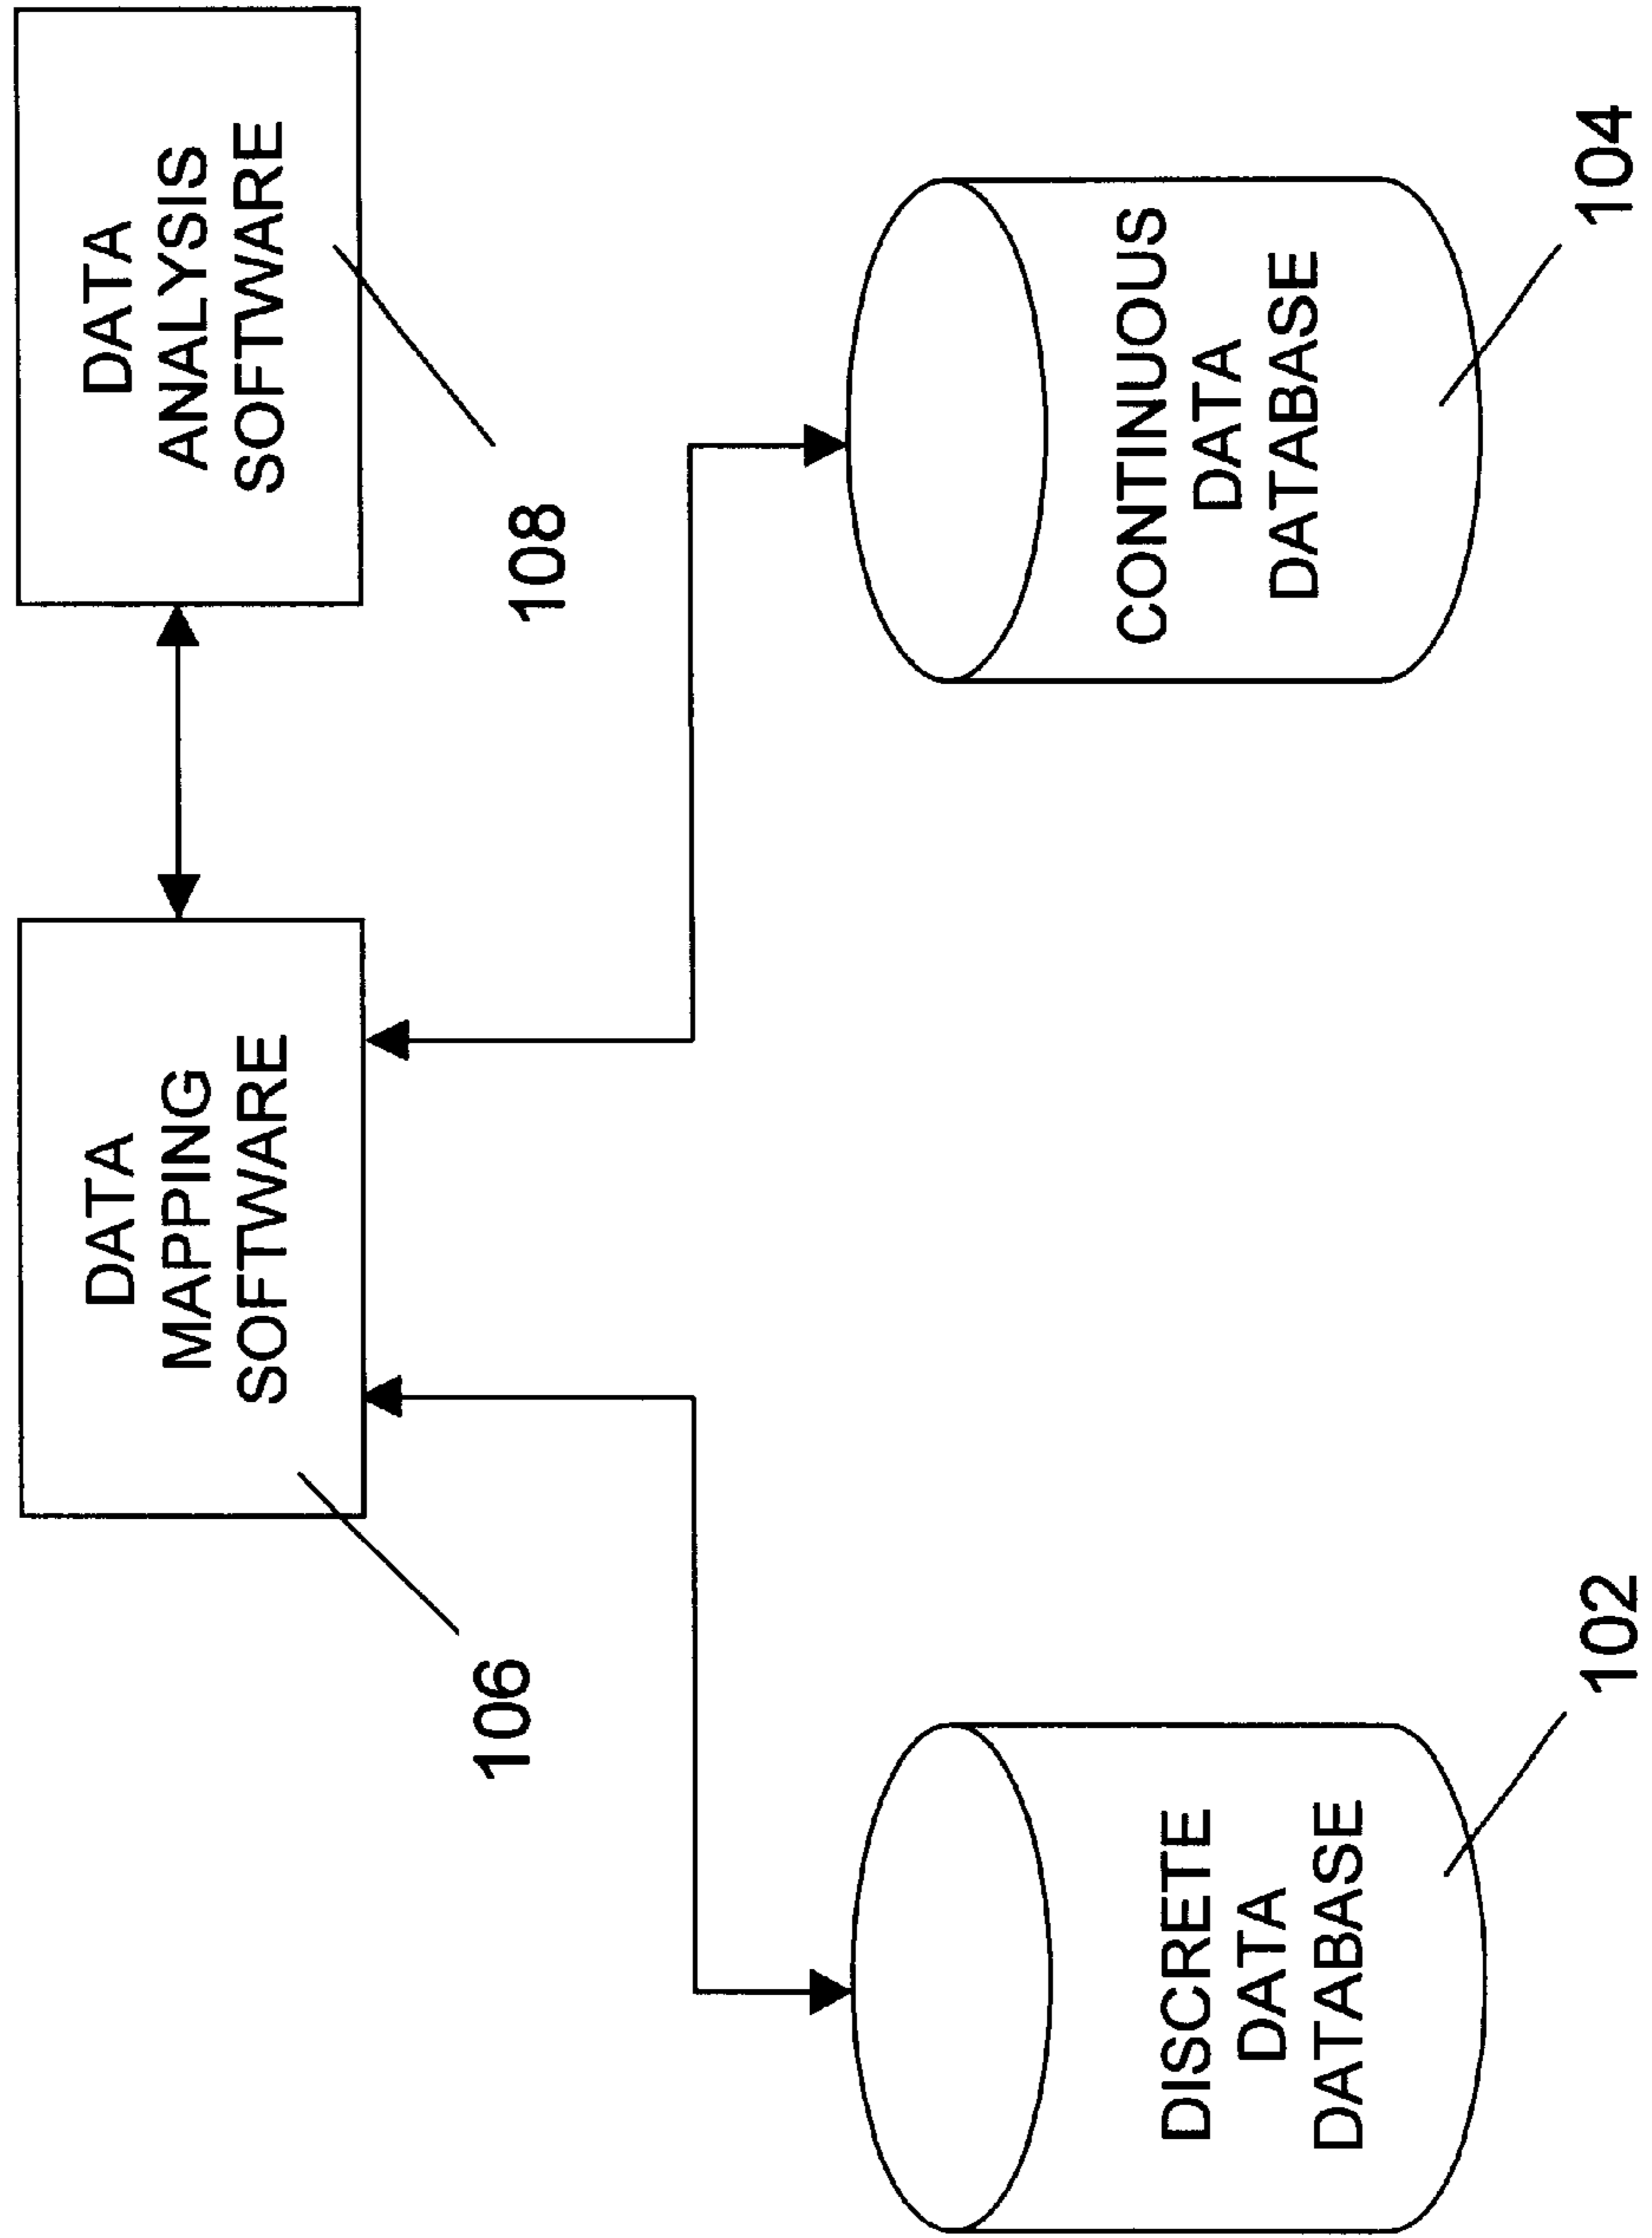 DATA
MAPPING
SOFTWARE
106
DATA
ANALYSIS
SOFTWARE
108
DISCRETE
DATA
DATABASE
102
CONTINUOUS
DATA
DATABASE
104